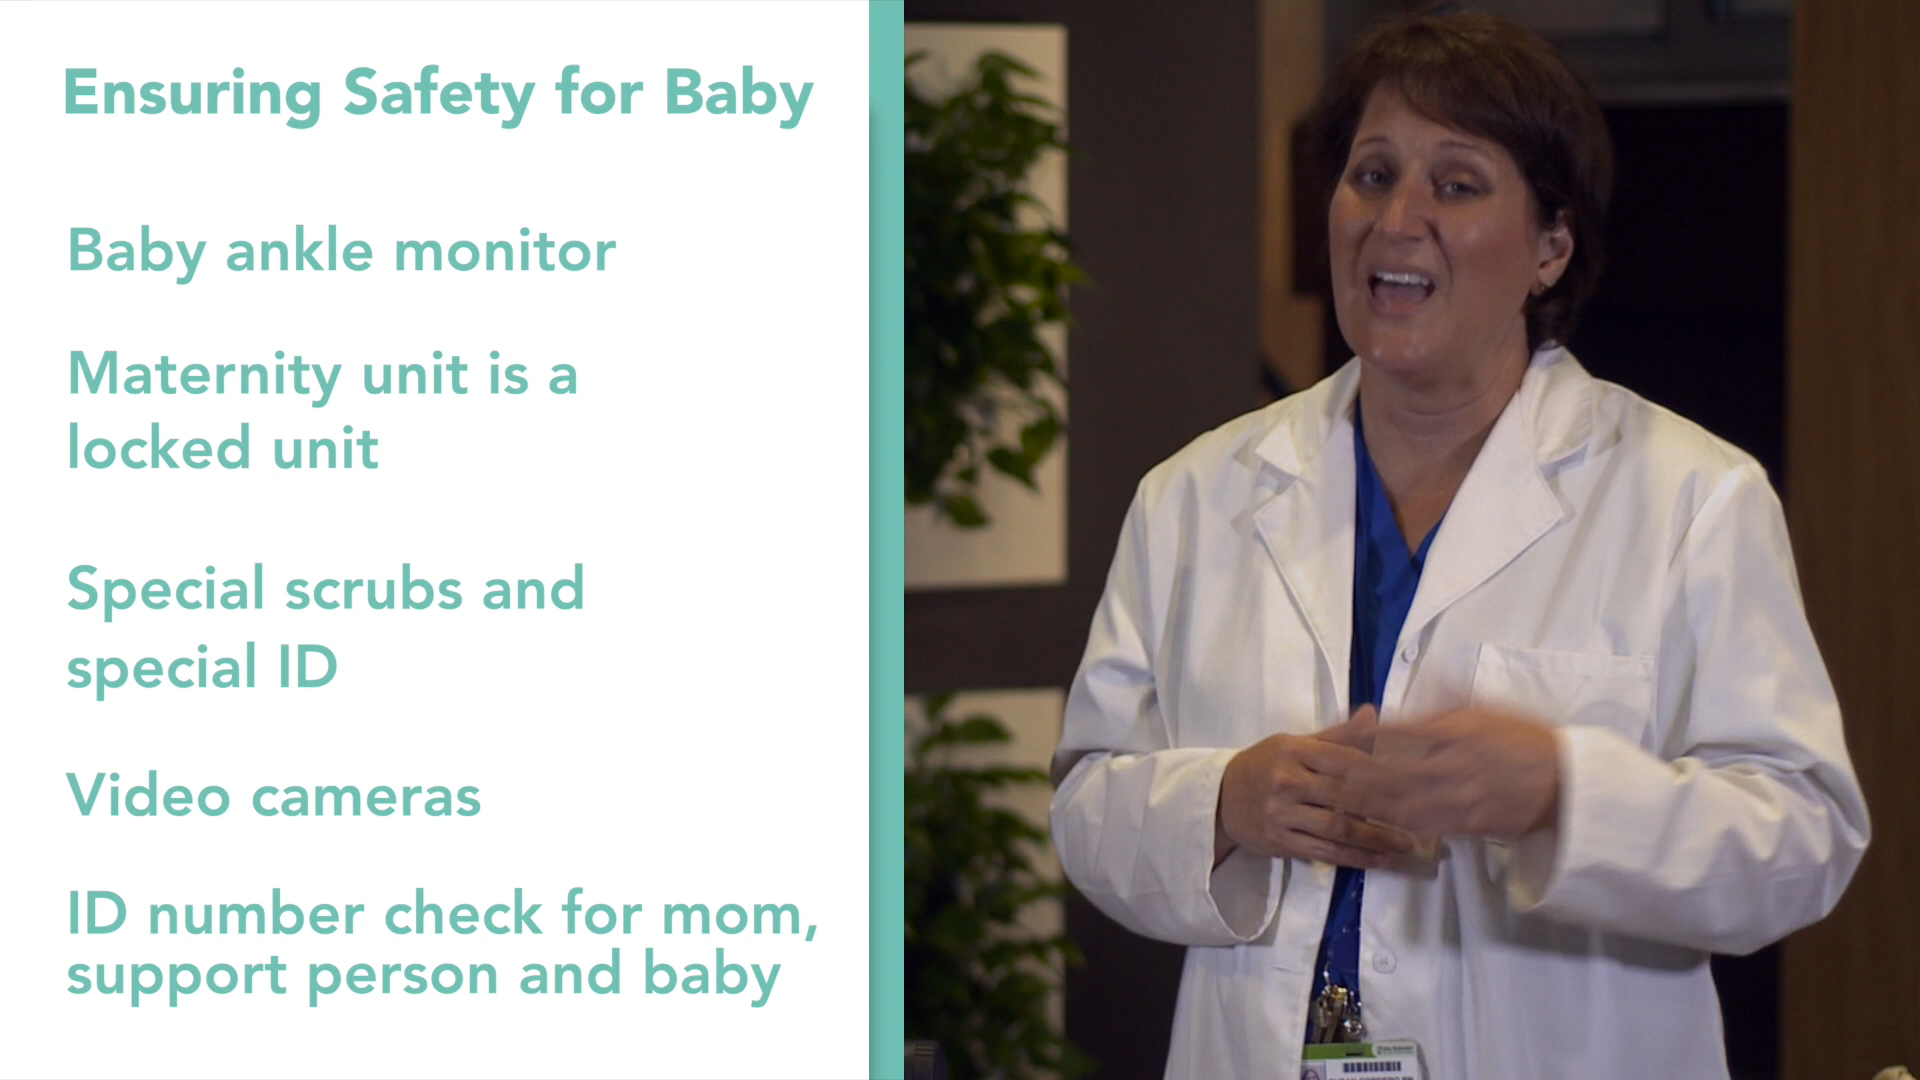 Ensuring Safety for Baby
Baby ankle monitor
Maternity unit is a
locked unit
Special scrubs and
special ID
Video cameras
ID number check for mom,
support person and baby